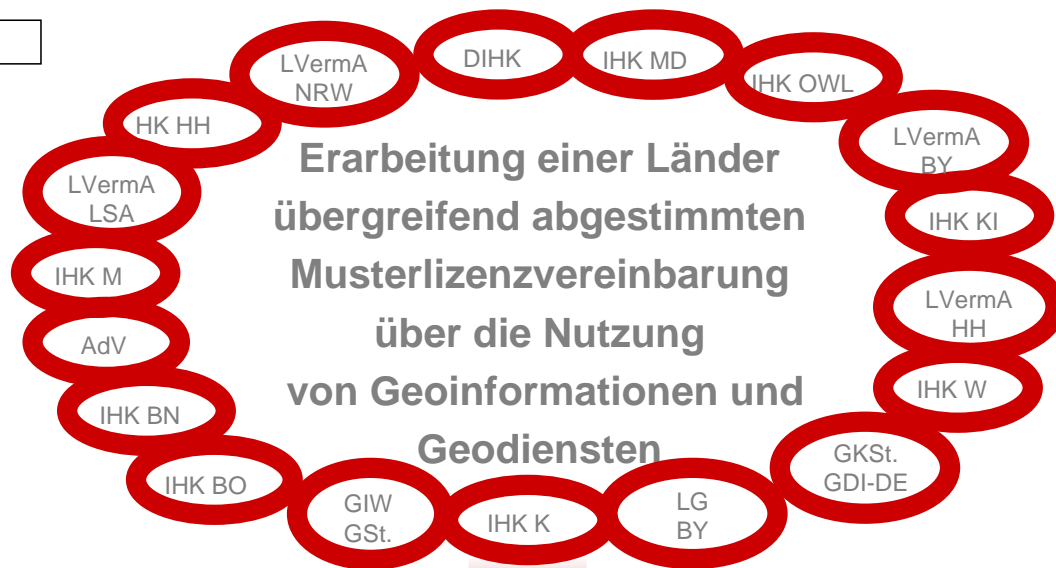 LVermA
NRW
DIHK
IHK MD
IHK OWL
LVermA
BY
IHK KI
LVermA
HH
IHK W
GKSt.
GDI-DE
LG
BY
IHK K
GIW
GSt.
IHK BO
IHK BN
AdV
IHK M
LVermA
LSA
HK HH
Erarbeitung einer Länder
übergreifend abgestimmten
Musterlizenzvereinbarung
über die Nutzung
von Geoinformationen und
Geodiensten